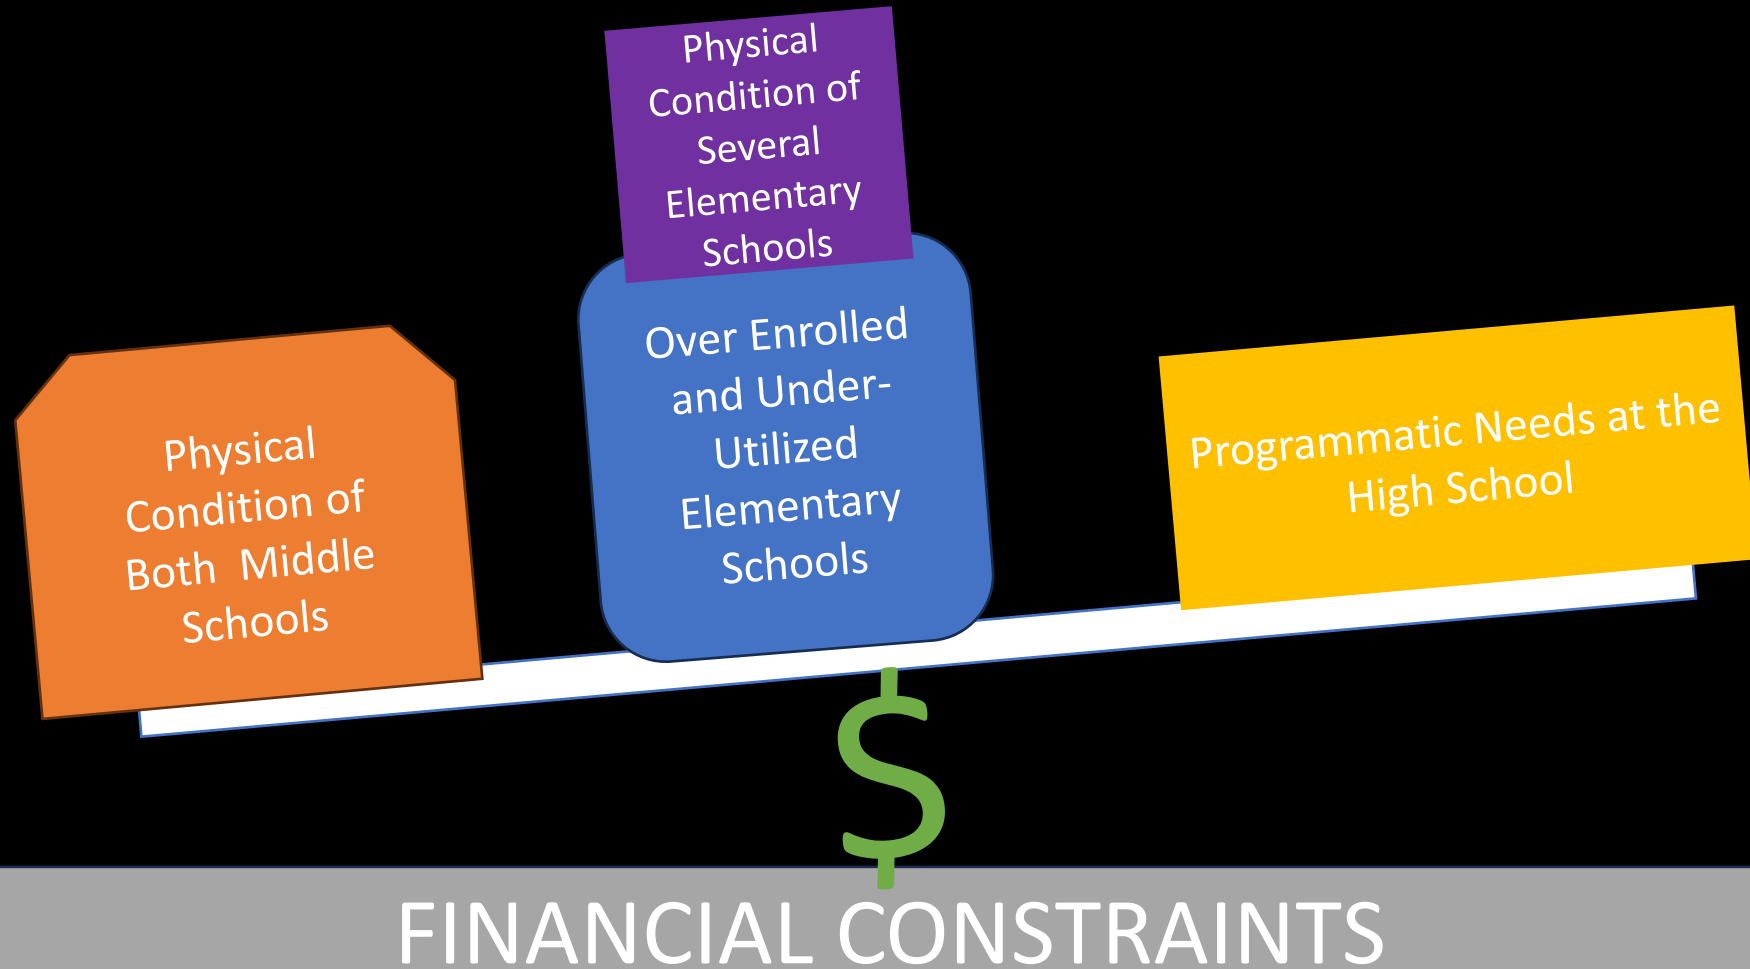 Physical
Condition of
Several
Elementary
Schools
Over Enrolled
and Under-
Utilized
Elementary
Schools
Physical
Condition of
Both  Middle
Schools
Programmatic Needs at the
High School
$
FINANCIAL CONSTRAINTS